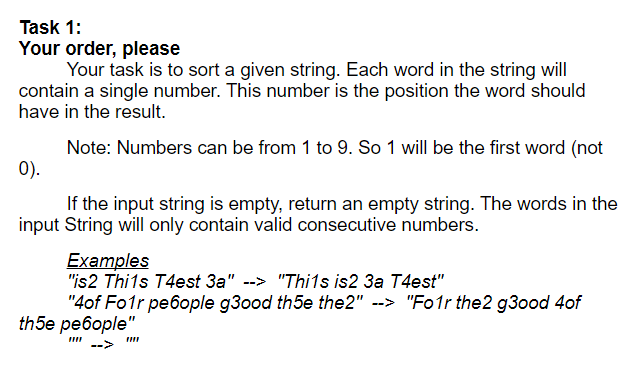 Task 1:
Your order, please
Your task is to sort a given string. Each word in the string will
contain a single number. This number is the position the word should
have in the result.
Note: Numbers can be from 1 to 9. So 1 will be the first word (not
0).
If the input string is empty, return an empty string. The words in the
input String will only contain valid consecutive numbers.
Examples
"is2 Thi1s T4est 3a" --> "Thi1s is2 3a T4est"
"4of Fo1r pe6ople g3ood th5e the2" --> "Fo1r the2 g3ood 4of
th5e pe6ople"
"" --> ""